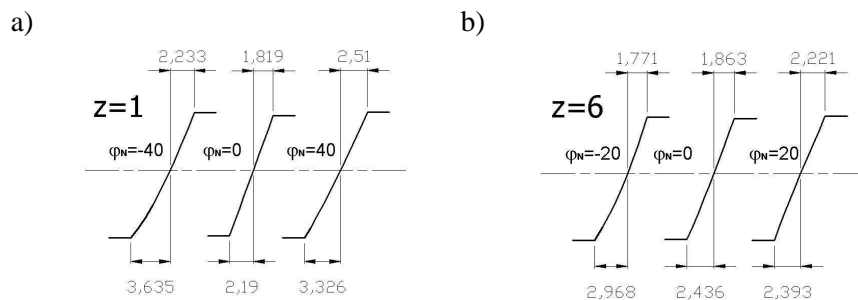 a)
2,233 1,819 2,51
z=1
φN=-40 φN=0 φN=40
3,635 2,19 3,326
b)
1,771 1,863 2,221
z=6
φN=-20 φN=0 φN=20
2,968 2,436 2,393